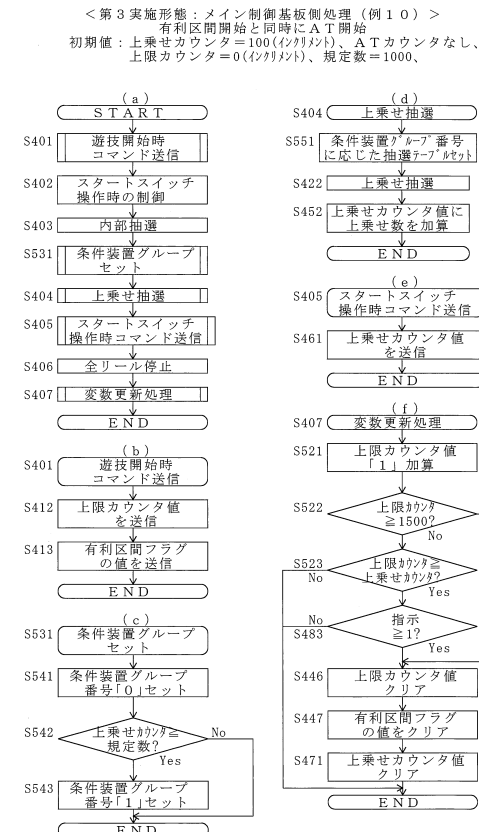 ＜第３実施形態：メイン制御基板側処理（例１０）＞
有利区間開始と同時にＡＴ開始
初期値：上乗せカウンタ＝100(ｲﾝｸﾘﾒﾝﾄ)、ＡＴカウンタなし、
上限カウンタ＝0(ｲﾝｸﾘﾒﾝﾄ)、規定数＝1000、
(a)
ＳＴＡＲＴ
S401
遊技開始時
コマンド送信
S402
スタートスイッチ
操作時の制御
S403
内部抽選
S531
条件装置グループ
セット
S404
上乗せ抽選
S405
スタートスイッチ
操作時コマンド送信
S406
全リール停止
S407
変数更新処理
ＥＮＤ
(b)
S401
遊技開始時
コマンド送信
S412
上限カウンタ値
を送信
S413
有利区間フラグ
の値を送信
ＥＮＤ
(c)
S531
条件装置グループ
セット
S541
条件装置グループ
番号「０」セット
S542
上乗せｶｳﾝﾀ≦
規定数？
No
Yes
S543
条件装置グループ
番号「１」セット
ＥＮＤ
(d)
S404
上乗せ抽選
S551
条件装置ｸﾞﾙｰﾌﾟ番号
に応じた抽選ﾃｰﾌﾞﾙｾｯﾄ
S422
上乗せ抽選
S452
上乗せカウンタ値に
上乗せ数を加算
ＥＮＤ
(e)
S405
スタートスイッチ
操作時コマンド送信
S461
上乗せカウンタ値
を送信
ＥＮＤ
(f)
S407
変数更新処理
S521
上限カウンタ値
「１」加算
S522
上限ｶｳﾝﾀ
≧1500？
No
S523
上限ｶｳﾝﾀ≦
上乗せｶｳﾝﾀ？
No
Yes
No
S483
指示
≧1？
Yes
S446
上限カウンタ値
クリア
S447
有利区間フラグ
の値をクリア
S471
上乗せカウンタ値
クリア
ＥＮＤ